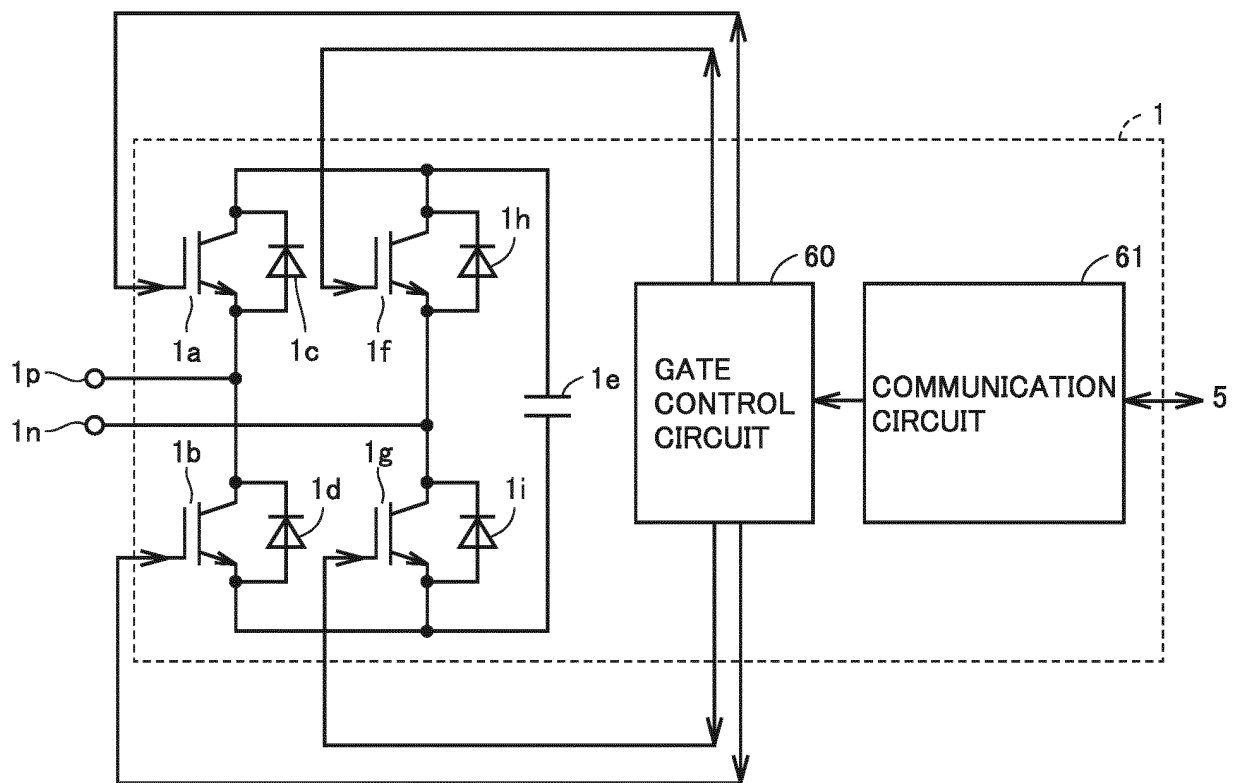 1
1h
60
61
1a
1c
1f
1p
1e
GATE
CONTROL
CIRCUIT
COMMUNICATION
CIRCUIT
5
1n
1b
1g
1d
1i